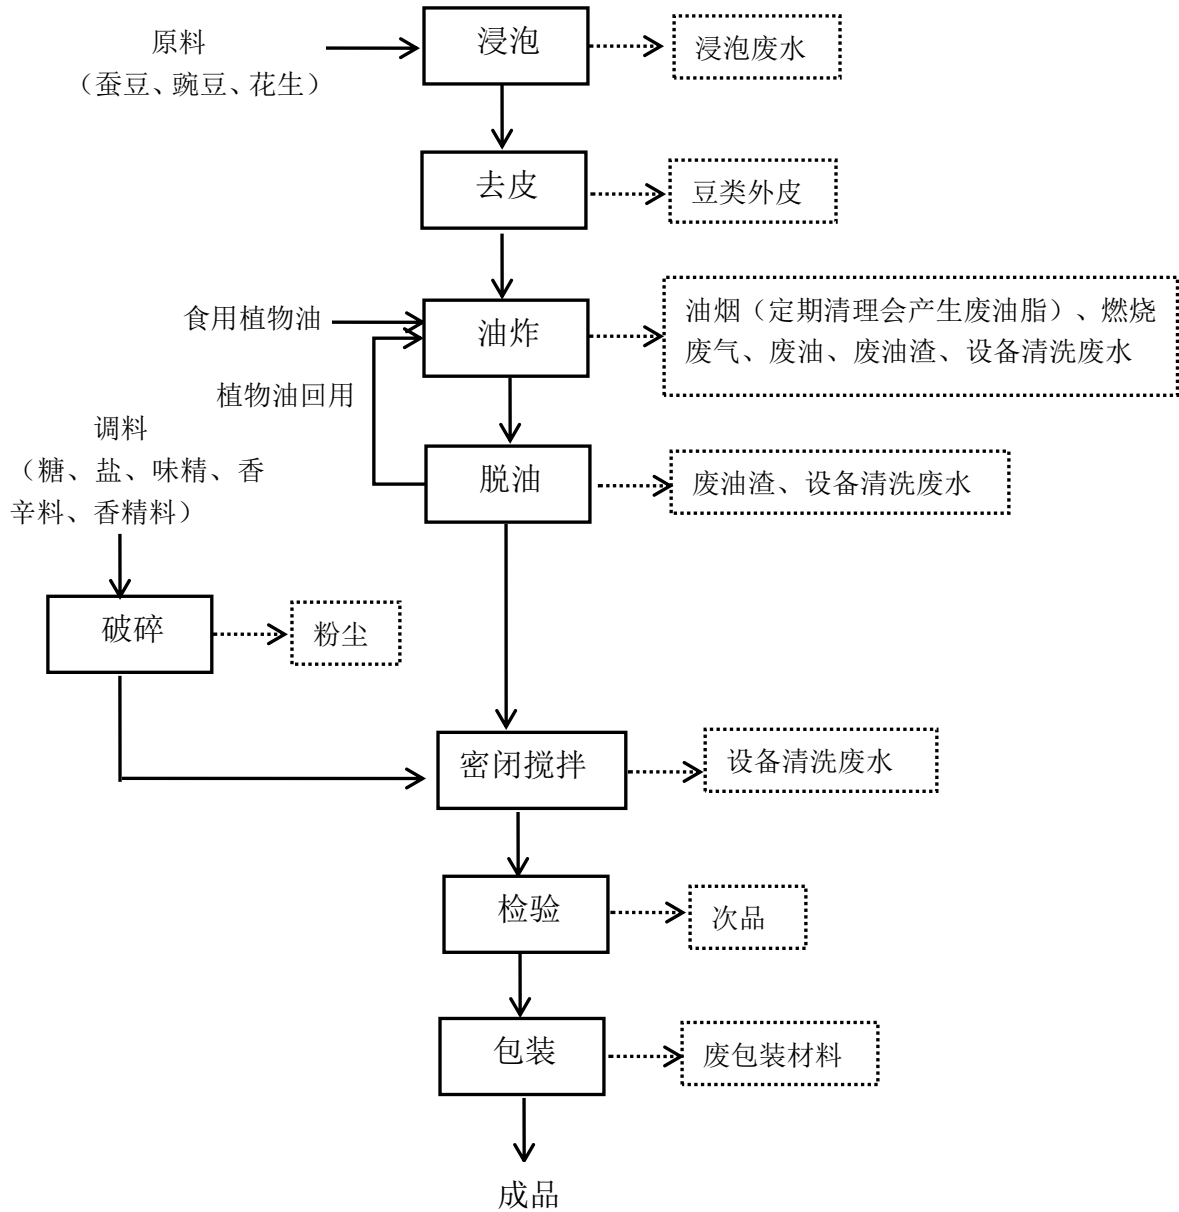 原料
（蚕豆、豌豆、花生）
浸泡
浸泡废水
去皮
豆类外皮
食用植物油
油炸
油烟（定期清理会产生废油脂）、燃烧
废气、废油、废油渣、设备清洗废水
植物油回用
调料
（糖、盐、味精、香
辛料、香精料）
脱油
废油渣、设备清洗废水
破碎
粉尘
密闭搅拌
设备清洗废水
检验
次品
包装
废包装材料
成品